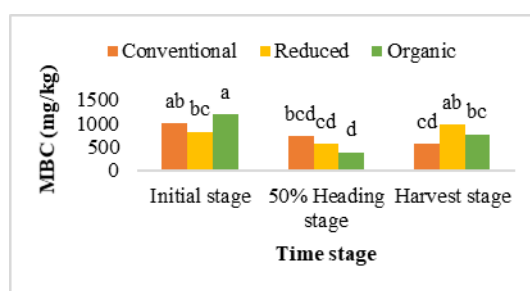 Conventional Reduced Organic
MBC (mg/kg)
1500
1000
500
0
ab bc a
bcd cd d
cd ab bc
Initial stage 50% Heading stage Harvest stage
Time stage